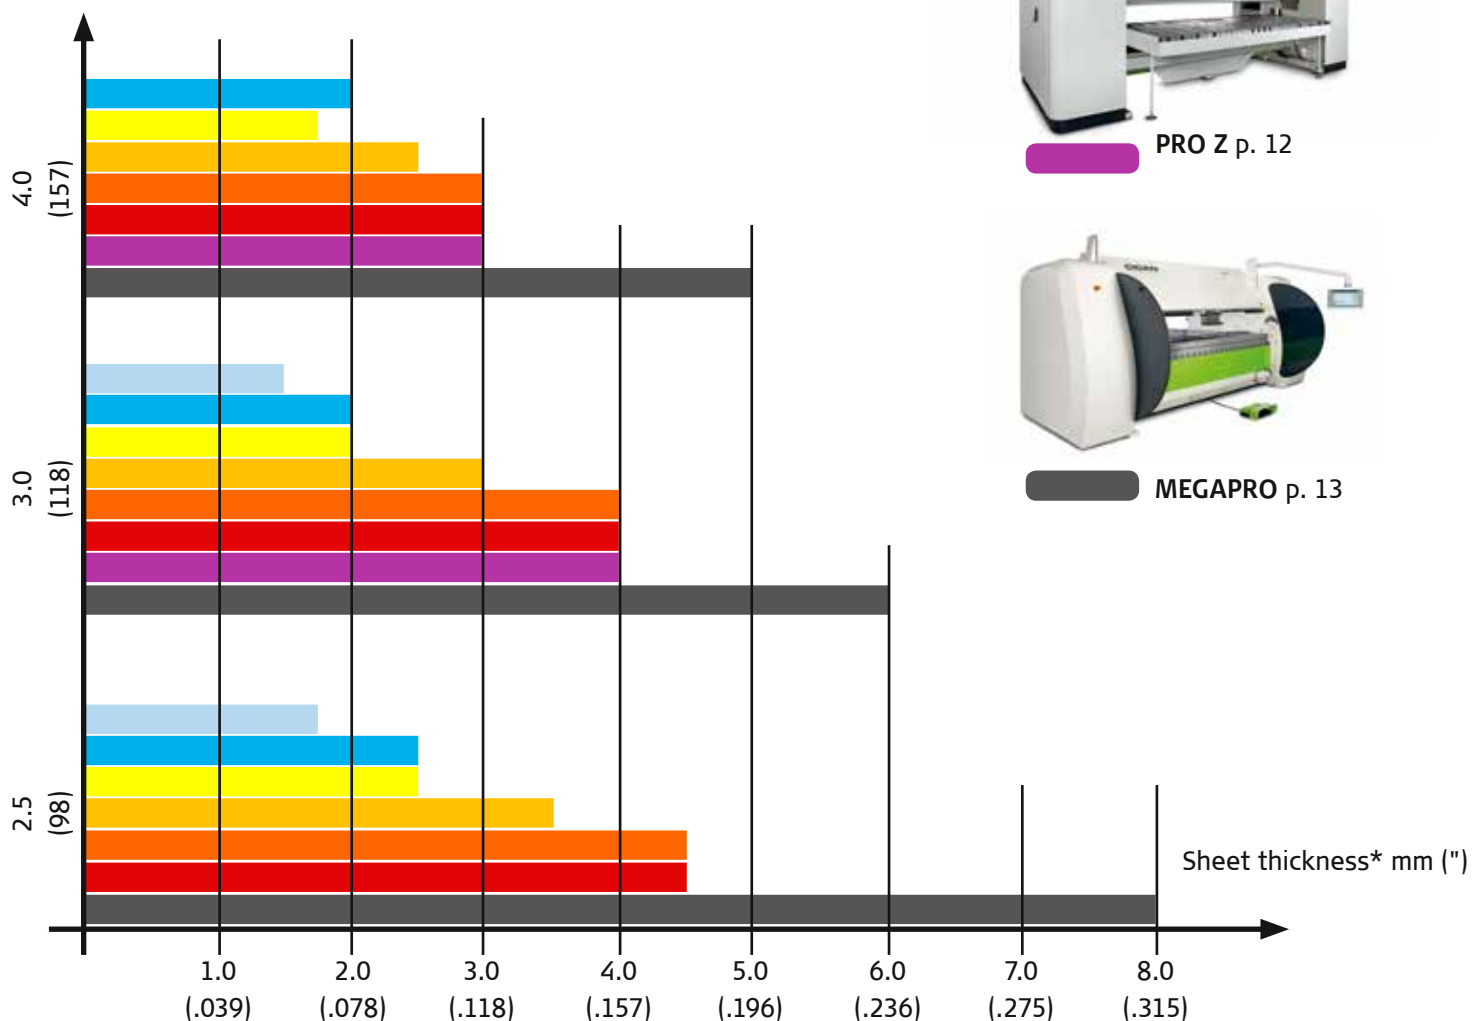 PRO Z p. 12
MEGAPRO p. 13
4.0
(157)
3.0
(118)
2.5
(98)
Sheet thickness* mm (")
1.0 2.0 3.0 4.0 5.0 6.0 7.0 8.0
(.039) (.078) (.118) (.157) (.196) (.236) (.275) (.315)